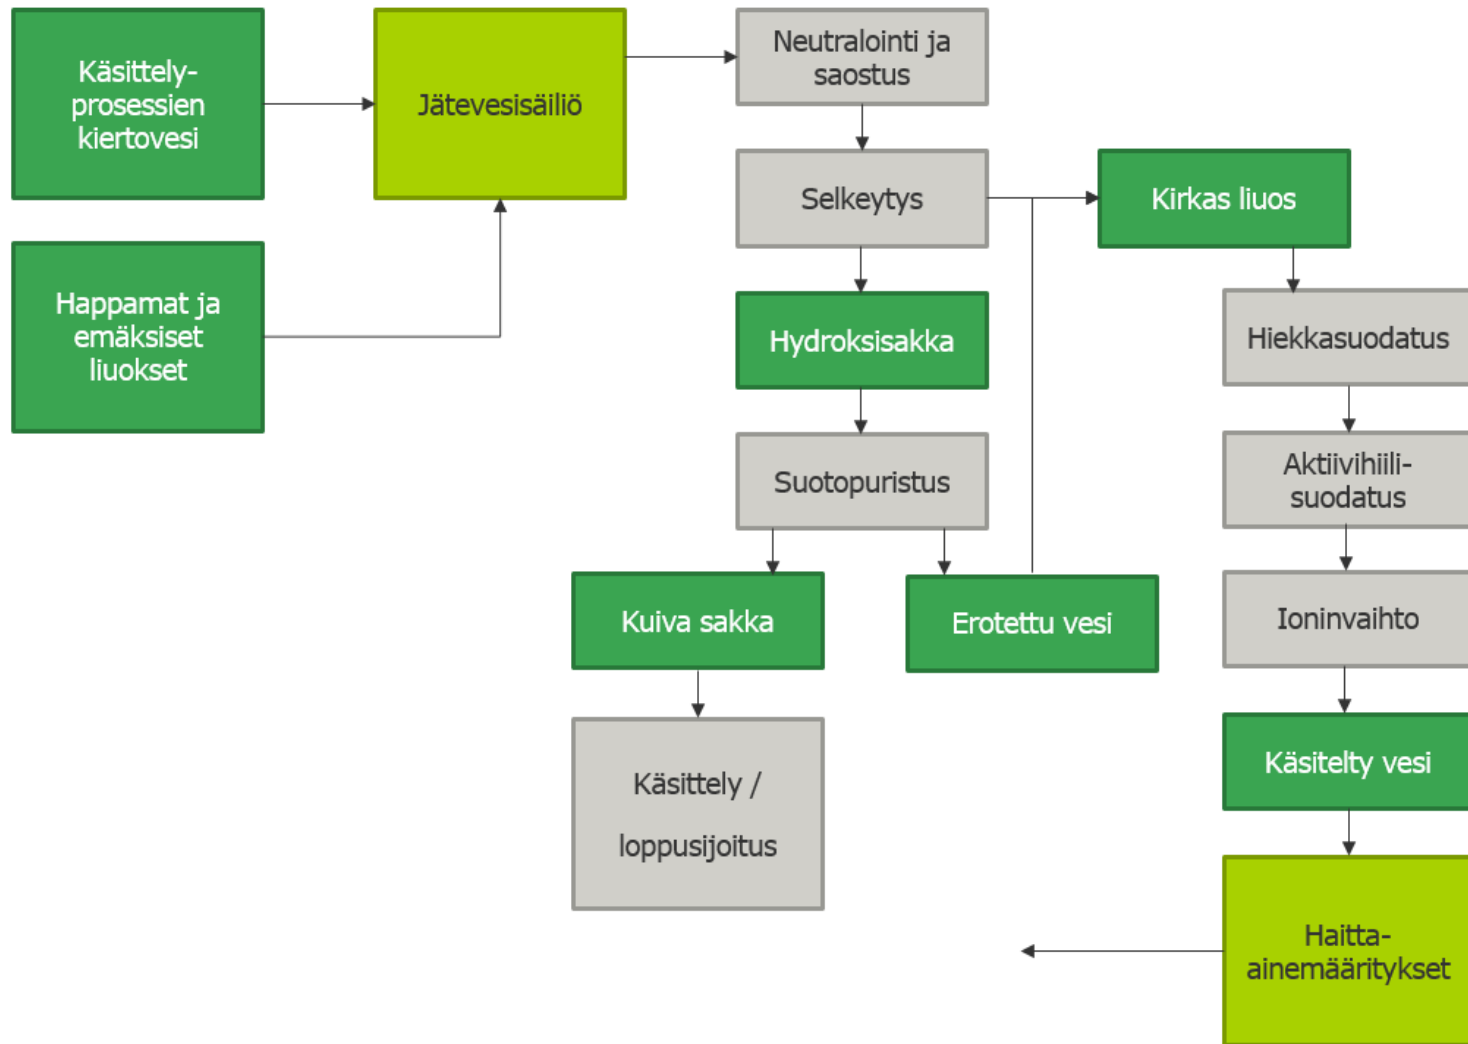 Käsittely-
prosessien
kiertovesi
Jätevesisäiliö
Neutralointi ja
saostus
Selkeytys
Kirkas liuos
Happamat ja
emäksiset
liuokset
Hydroksisakka
Hiekkasuodatus
Suotopuristus
Aktiivihiili-
suodatus
Kuiva sakka
Erotettu vesi
Ioninvaihto
Käsittely /
loppusijoitus
Käsitelty vesi
Haitta-
ainemääritykset